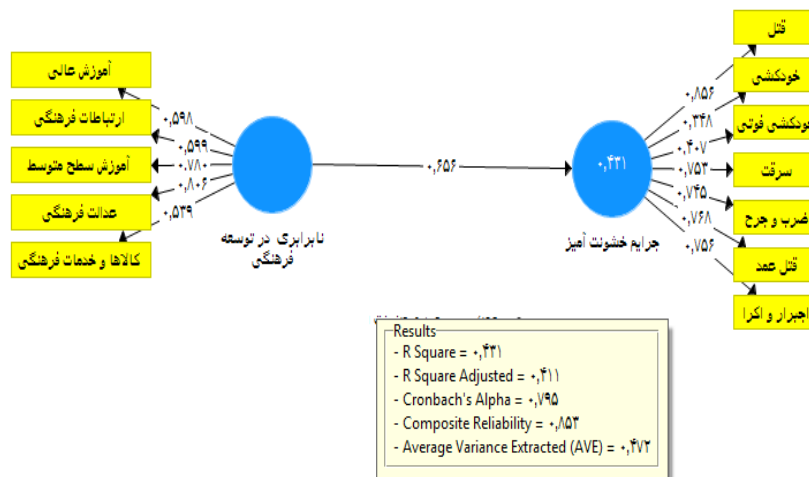 آموزش عالی
ارتباطات فرهنگی
آموزش سطح متوسط
عدالت فرهنگی
کالاها و خدمات فرهنگی
۰,۵۹۸
۰,۵۹۹
۰,۷۸۰
۰,۸۰۶
۰,۵۳۹
نابرابری در توسعه
فرهنگی
۰,۶۵۶
۰,۴۳۱
جرایم خشونت آمیز
۰,۸۵۶
۰,۳۴۸
۰,۴۰۷
۰,۷۵۳
۰,۷۴۵
۰,۷۶۸
۰,۷۵۶
قتل
خودکشی
خودکشی فوتی
سرقت
ضرب و جرح
قتل عمد
اجبرار و اکرا
Results
- R Square = ۰,۴۳۱
- R Square Adjusted = ۰,۴۱۱
- Cronbach's Alpha = ۰,۷۹۵
- Composite Reliability = ۰,۸۵۳
- Average Variance Extracted (AVE) = ۰,۴۷۲